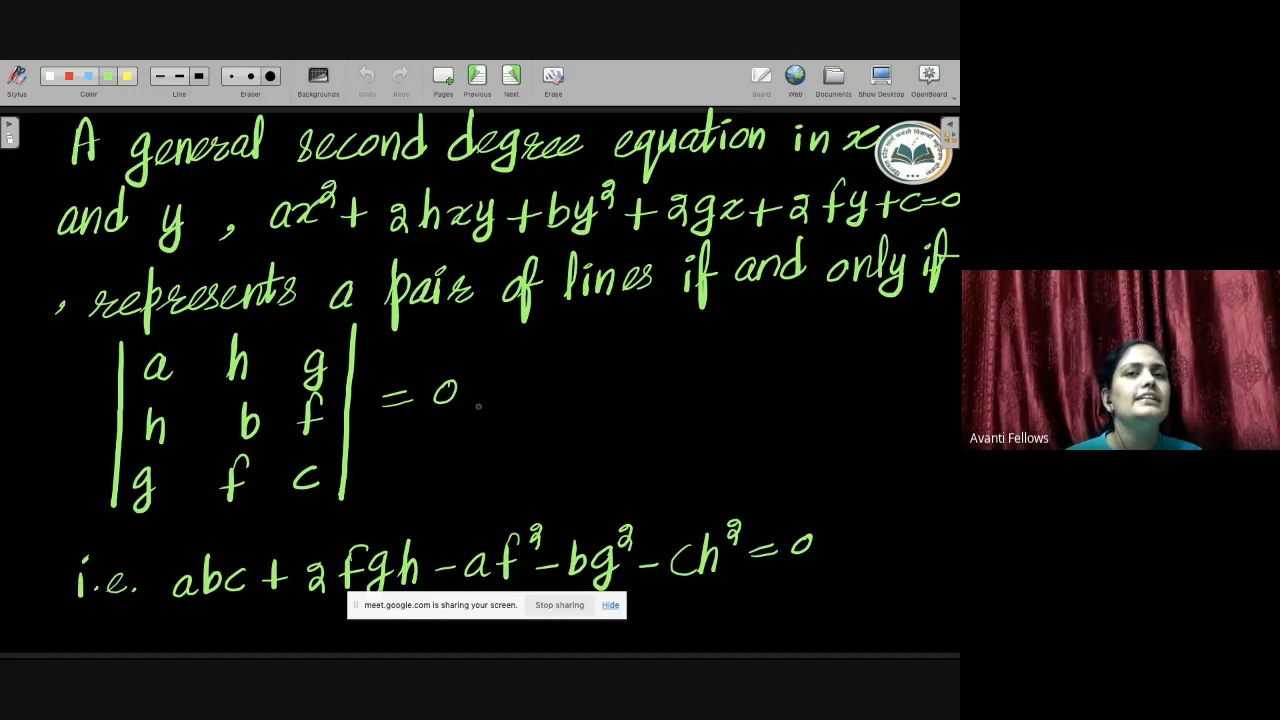 Stylus Color Line Eraser Backgrounds Undo Redo Pages Previous Next Erase Board Web Documents Show Desktop OpenBoard
A general second degree equation in x
and y , ax²+ 2hxy+by²+2gx+2fy+c=0
, represents a pair of lines if and only if
| a h g |
| h b f | = 0
| g f c |
Avanti Fellows
i.e. abc + 2fgh - af² - bg² - ch² = 0
meet.google.com is sharing your screen. Stop sharing Hide